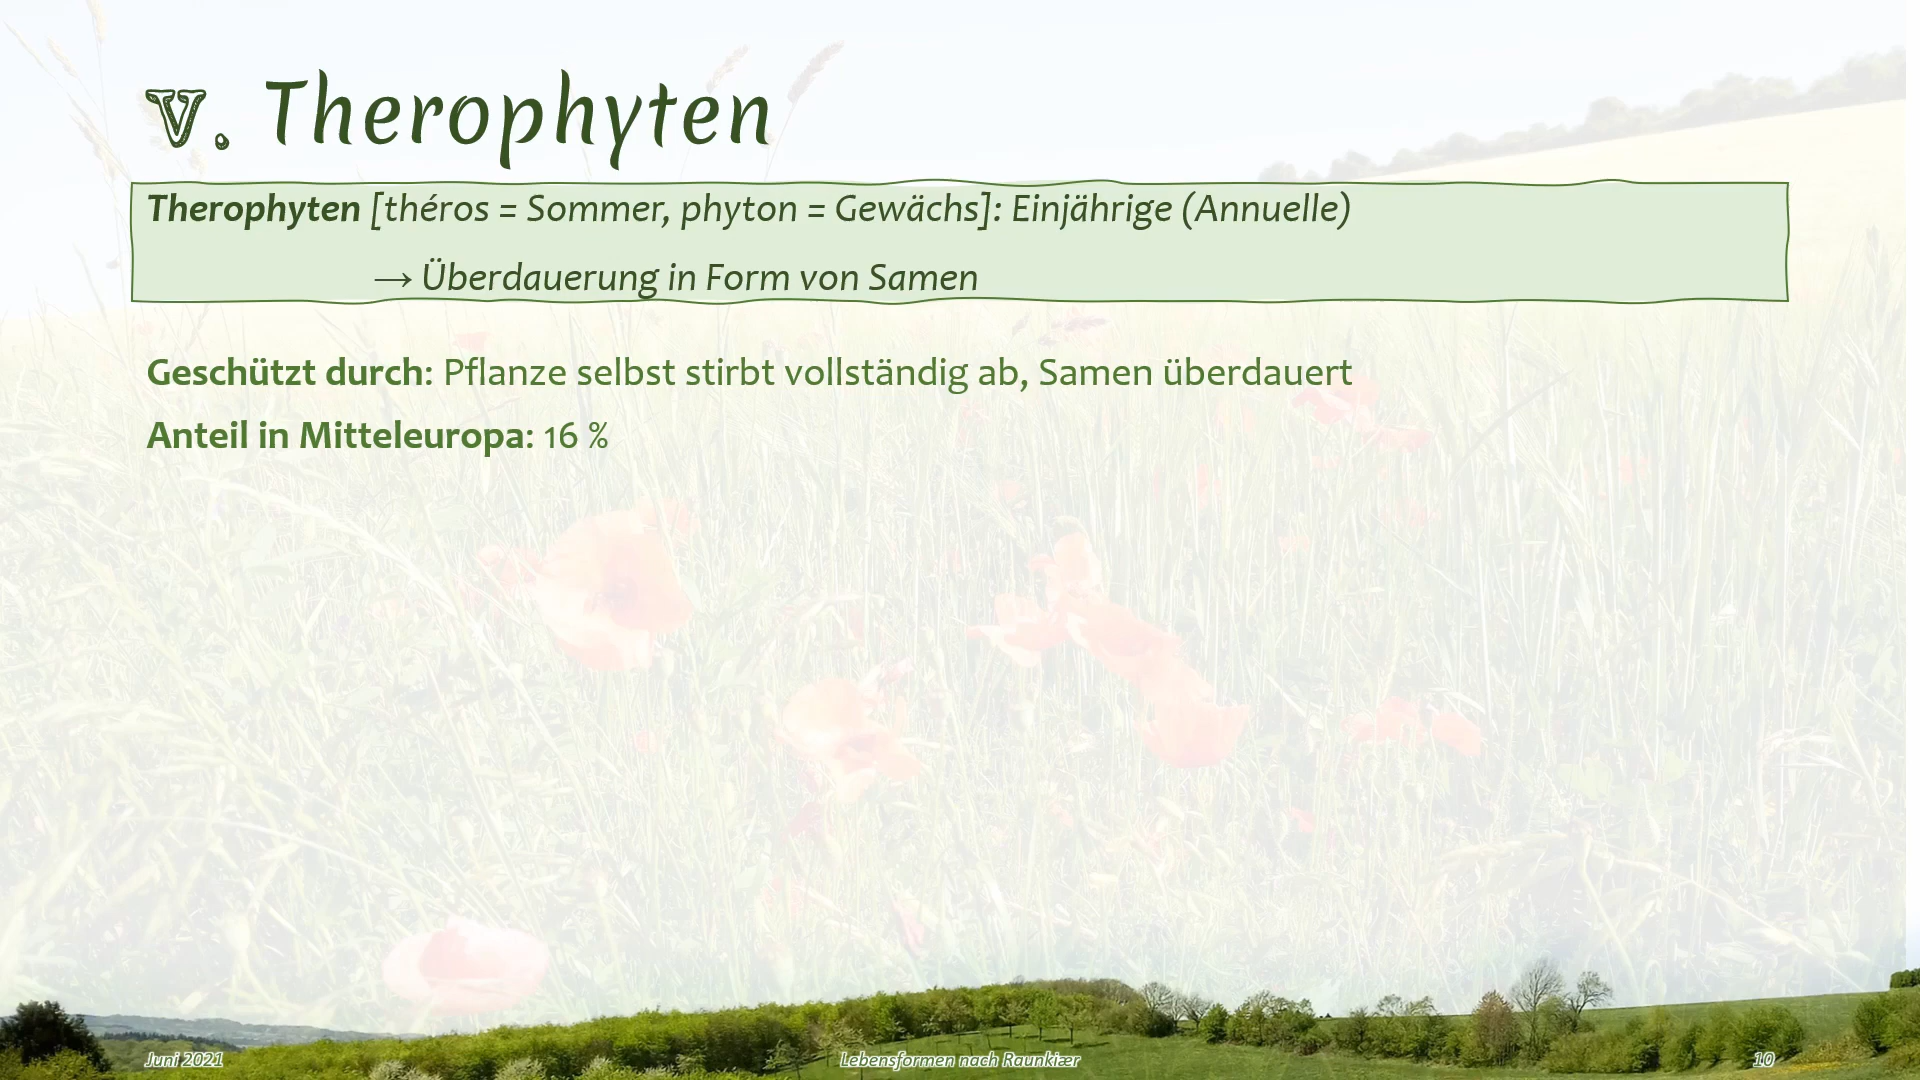 V. Therophyten
Therophyten [théros = Sommer, phyton = Gewächs]: Einjährige (Annuelle)
→ Überdauerung in Form von Samen
Geschützt durch: Pflanze selbst stirbt vollständig ab, Samen überdauert
Anteil in Mitteleuropa: 16 %
Juni 2021
Lebensformen nach Raunkiær
10